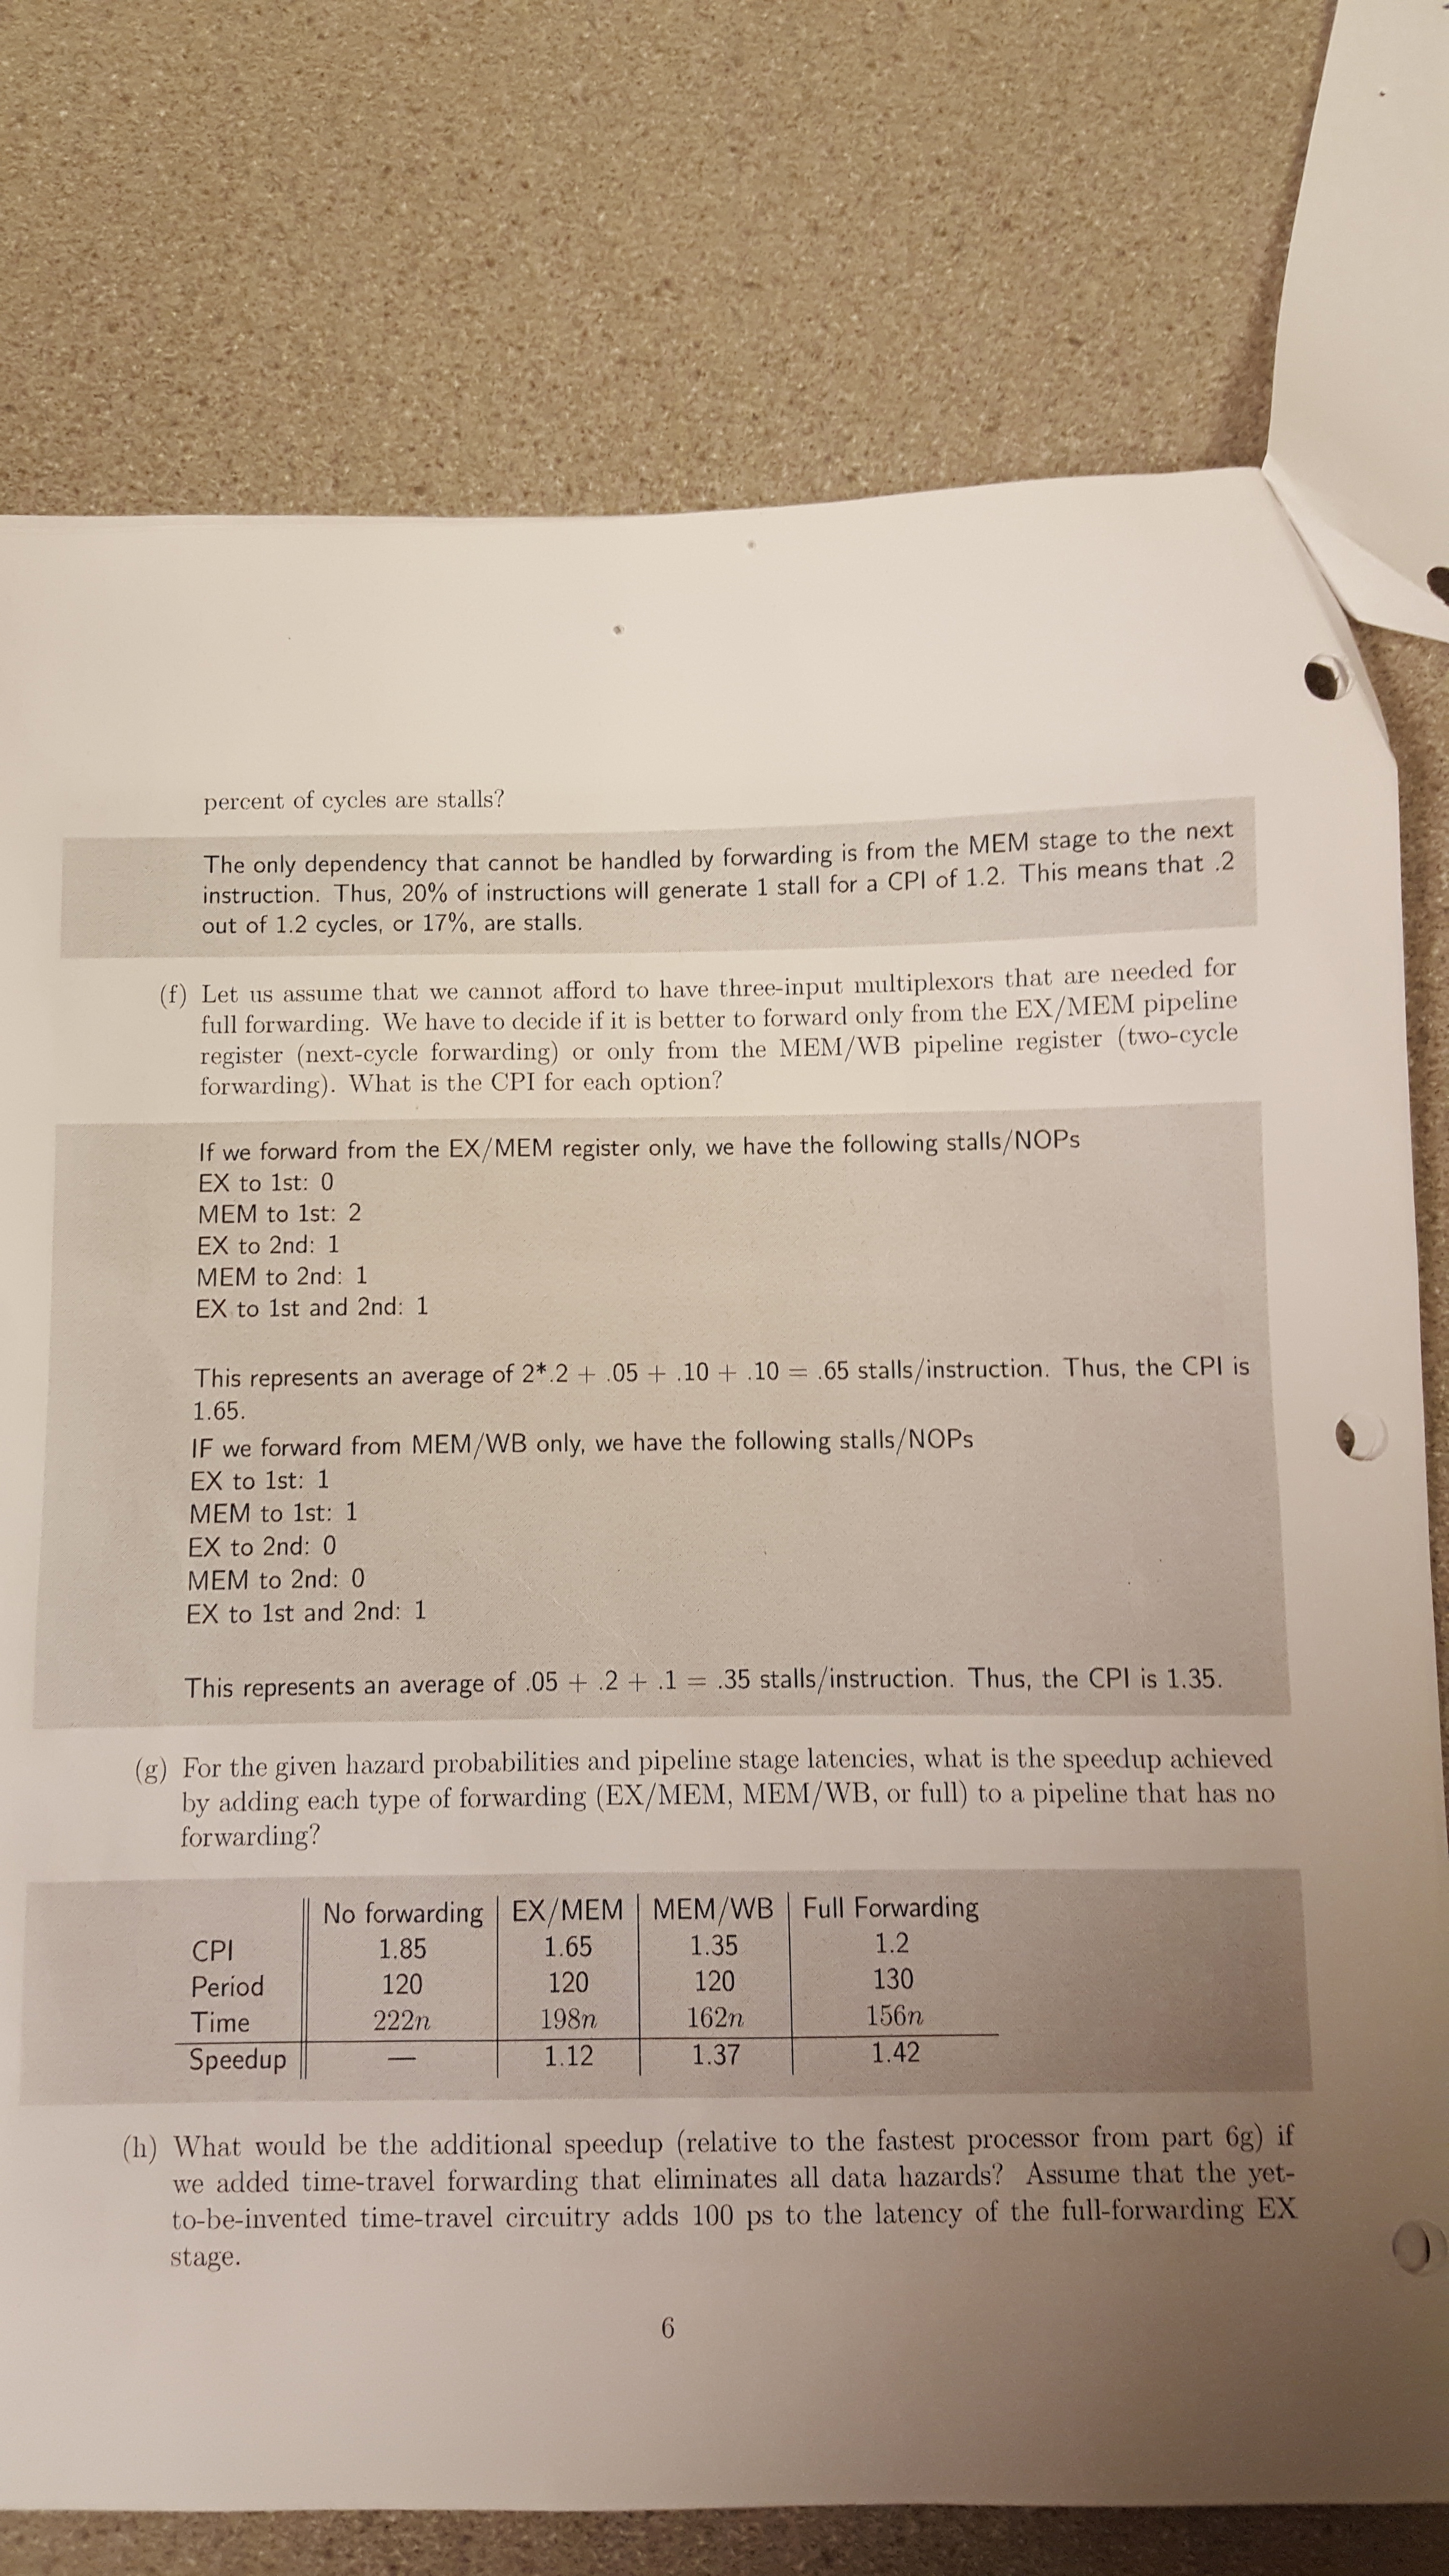 percent of cycles are stalls?
The only dependency that cannot be handled by forwarding is from the MEM stage to the next
instruction. Thus, 20% of instructions will generate 1 stall for a CPI of 1.2. This means that .2
out of 1.2 cycles, or 17%, are stalls.
(f) Let us assume that we cannot afford to have three-input multiplexors that are needed for
full forwarding. We have to decide if it is better to forward only from the EX/MEM pipeline
register (next-cycle forwarding) or only from the MEM/WB pipeline register (two-cycle
forwarding). What is the CPI for each option?
If we forward from the EX/MEM register only, we have the following stalls/NOPs
EX to 1st: 0
MEM to 1st: 2
EX to 2nd: 1
MEM to 2nd: 1
EX to 1st and 2nd: 1
This represents an average of 2*.2 + .05 + .10 + .10 = .65 stalls/instruction. Thus, the CPI is
1.65.
IF we forward from MEM/WB only, we have the following stalls/NOPs
EX to 1st: 1
MEM to 1st: 1
EX to 2nd: 0
MEM to 2nd: 0
EX to 1st and 2nd: 1
This represents an average of .05 + .2 + .1 = .35 stalls/instruction. Thus, the CPI is 1.35.
(g) For the given hazard probabilities and pipeline stage latencies, what is the speedup achieved
by adding each type of forwarding (EX/MEM, MEM/WB, or full) to a pipeline that has no
forwarding?
No forwarding EX/MEM MEM/WB Full Forwarding
CPI 1.85 1.65 1.35 1.2
Period 120 120 120 130
Time 222n 198n 162n 156n
Speedup — 1.12 1.37 1.42
(h) What would be the additional speedup (relative to the fastest processor from part 6g) if
we added time-travel forwarding that eliminates all data hazards? Assume that the yet-
to-be-invented time-travel circuitry adds 100 ps to the latency of the full-forwarding EX
stage.
6